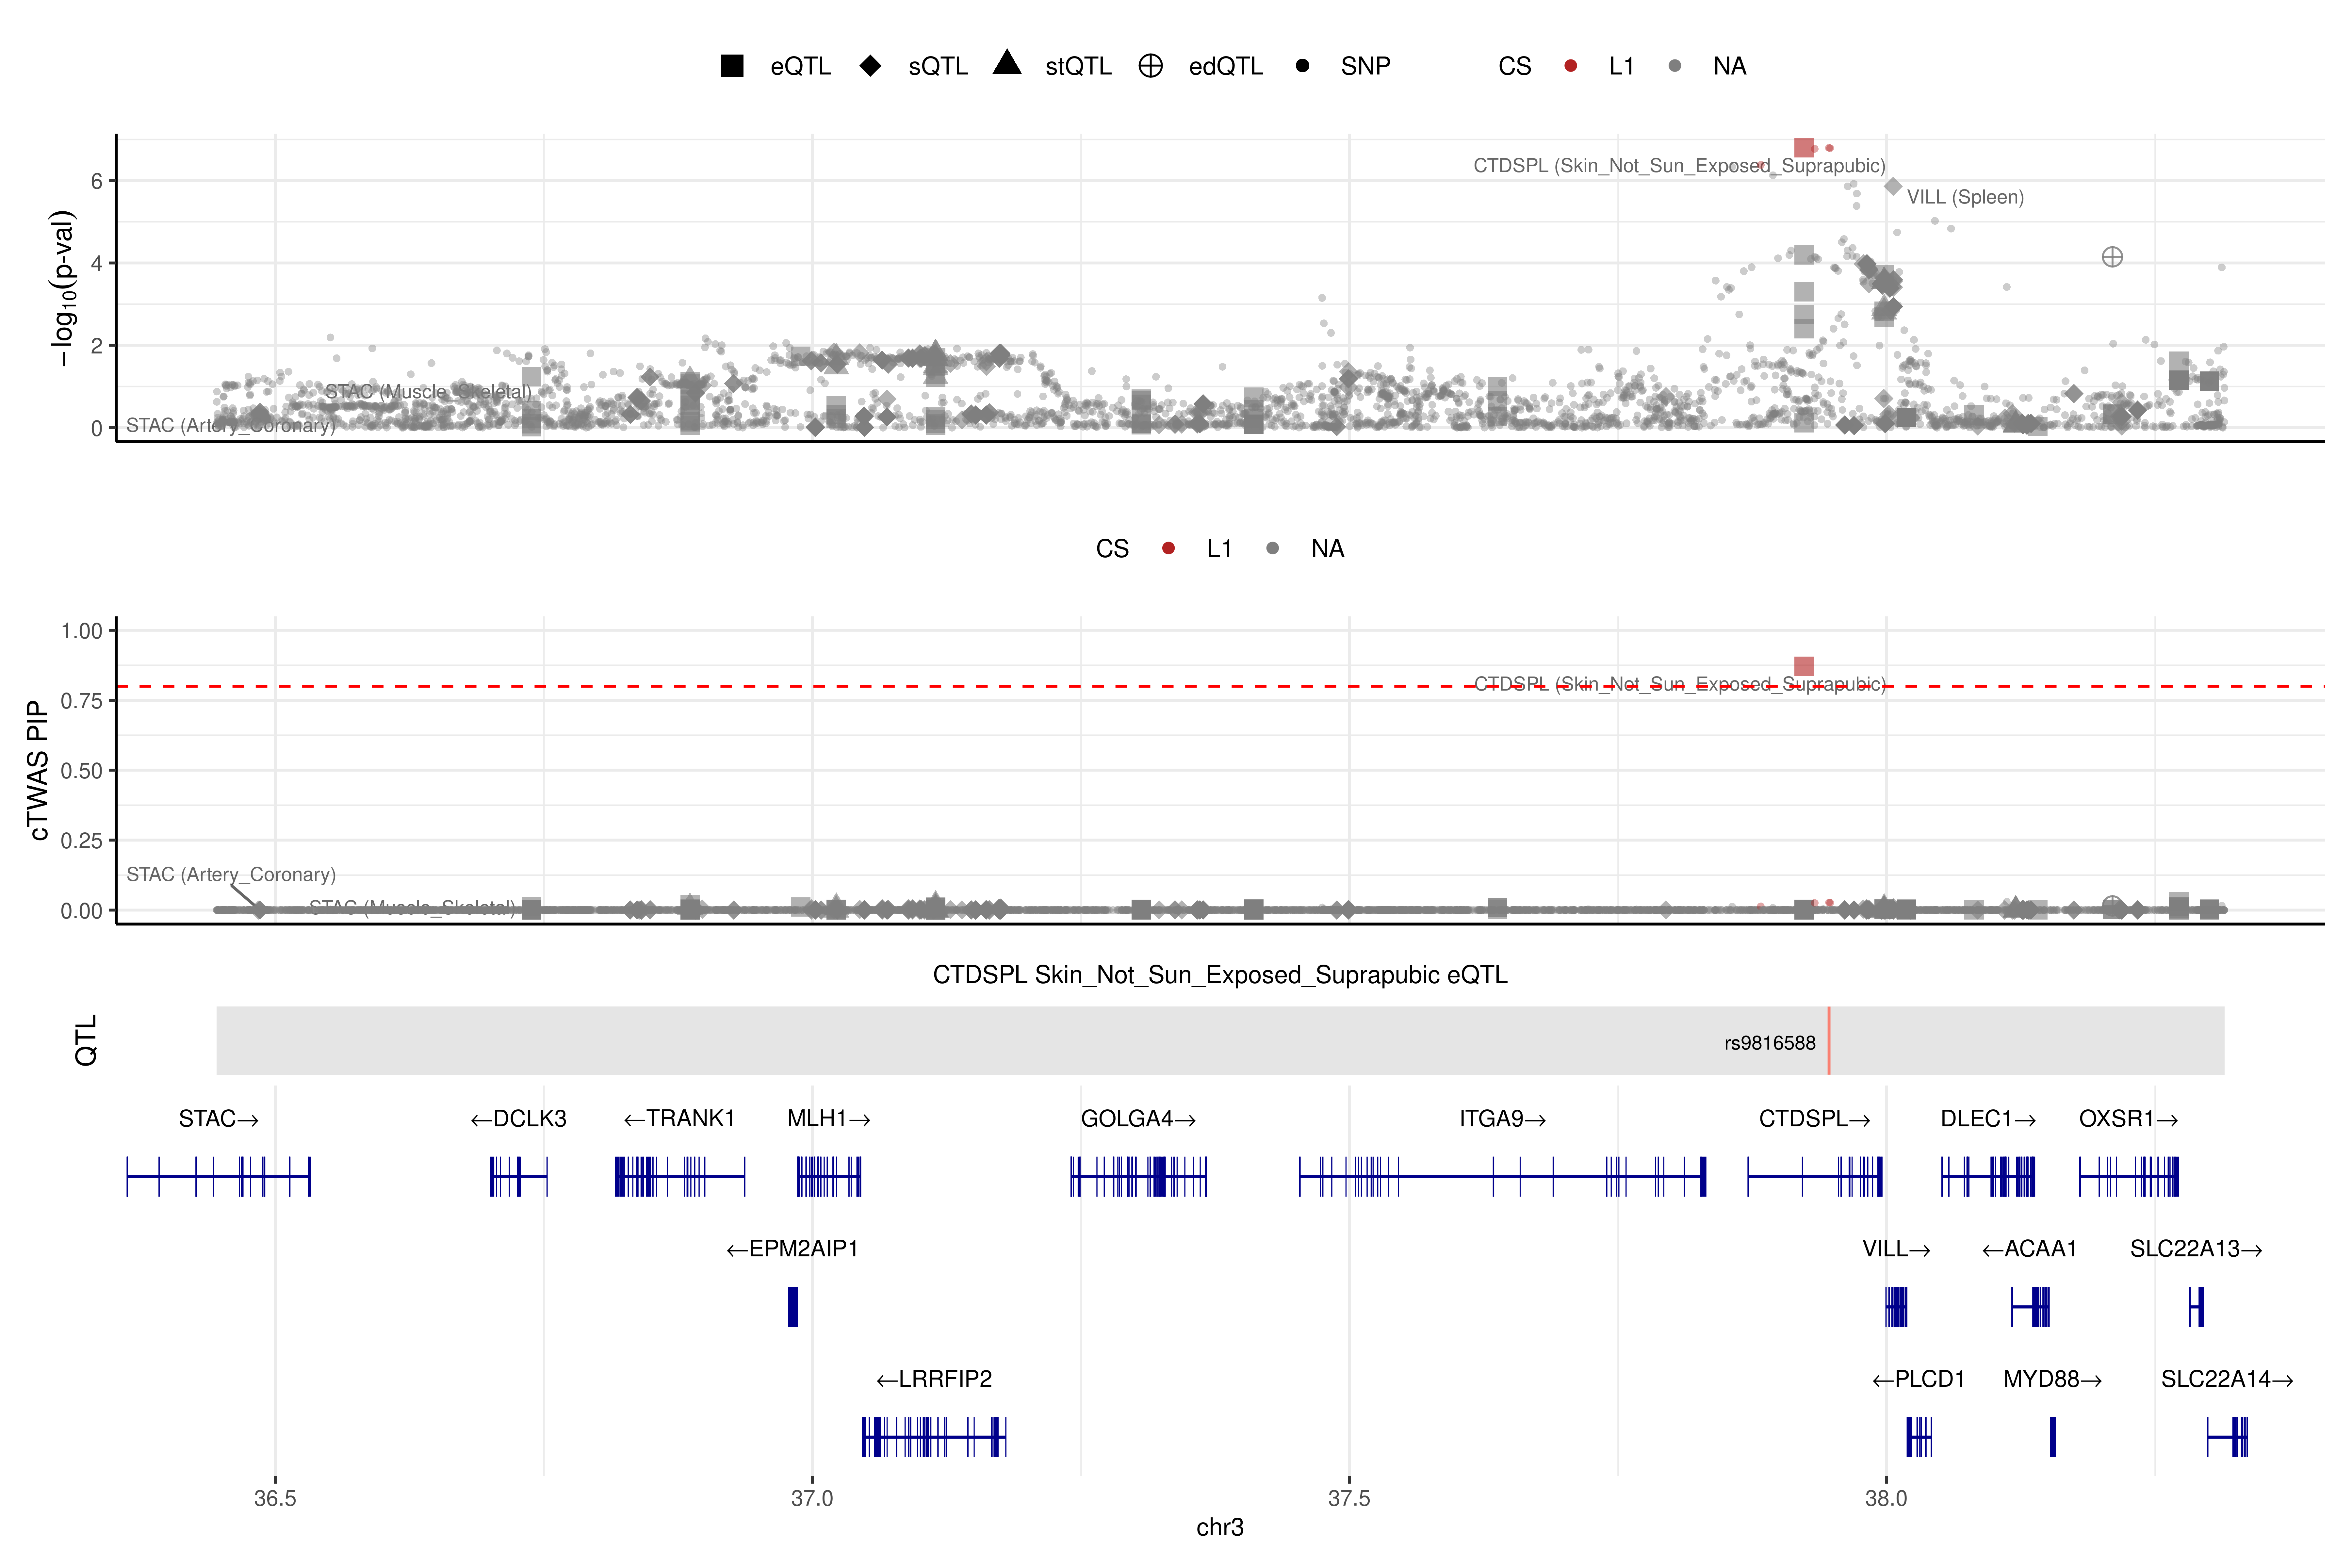 eQTL sQTL stQTL edQTL SNP CS L1 NA
−log10(p-val)
6
4
2
0
CTDSPL (Skin_Not_Sun_Exposed_Suprapubic)
VILL (Spleen)
STAC (Muscle_Skeletal)
STAC (Artery_Coronary)
CS L1 NA
cTWAS PIP
1.00
0.75
0.50
0.25
0.00
CTDSPL (Skin_Not_Sun_Exposed_Suprapubic)
STAC (Artery_Coronary)
STAC (Muscle_Skeletal)
CTDSPL Skin_Not_Sun_Exposed_Suprapubic eQTL
QTL
rs9816588
STAC→ ←DCLK3 ←TRANK1 MLH1→ GOLGA4→ ITGA9→ CTDSPL→ DLEC1→ OXSR1→
←EPM2AIP1 VILL→ ←ACAA1 SLC22A13→
←LRRFIP2 ←PLCD1 MYD88→ SLC22A14→
36.5 37.0 37.5 38.0
chr3